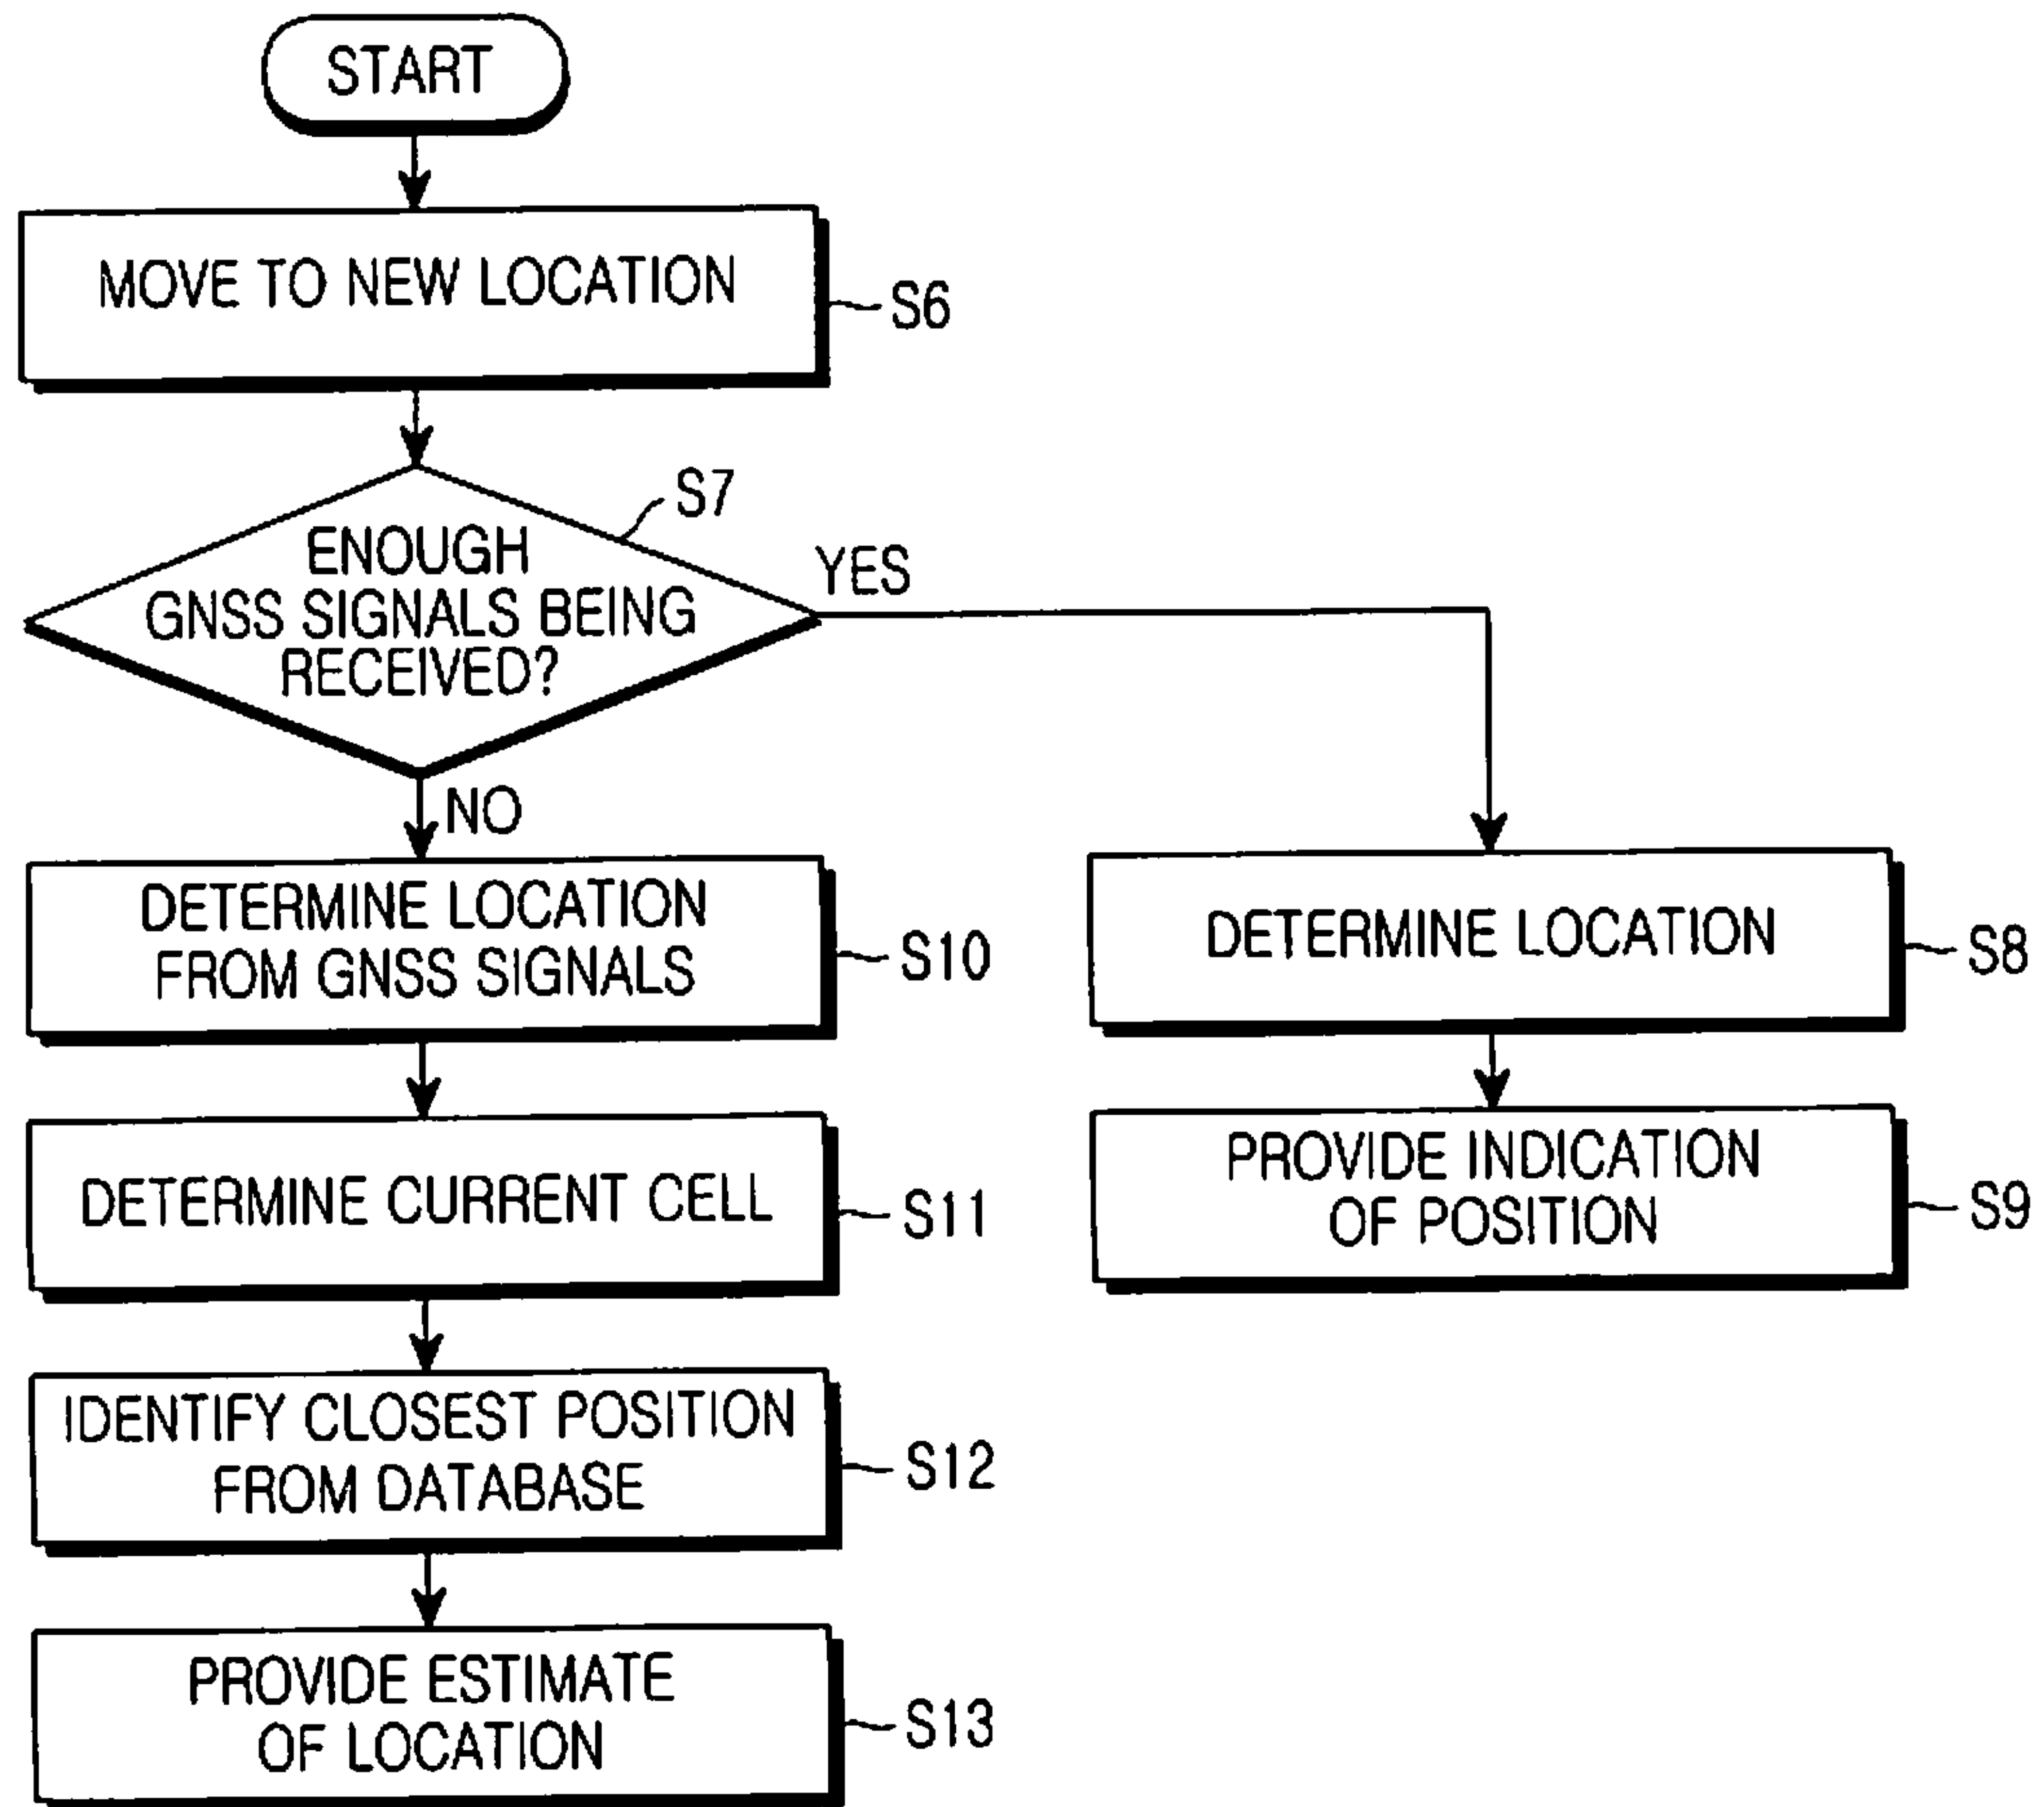 START
MOVE TO NEW LOCATION
S6
S7
ENOUGH
GNSS SIGNALS BEING
RECEIVED?
YES
NO
DETERMINE LOCATION
FROM GNSS SIGNALS
S10
DETERMINE LOCATION
S8
DETERMINE CURRENT CELL
S11
PROVIDE INDICATION
OF POSITION
S9
IDENTIFY CLOSEST POSITION
FROM DATABASE
S12
PROVIDE ESTIMATE
OF LOCATION
S13